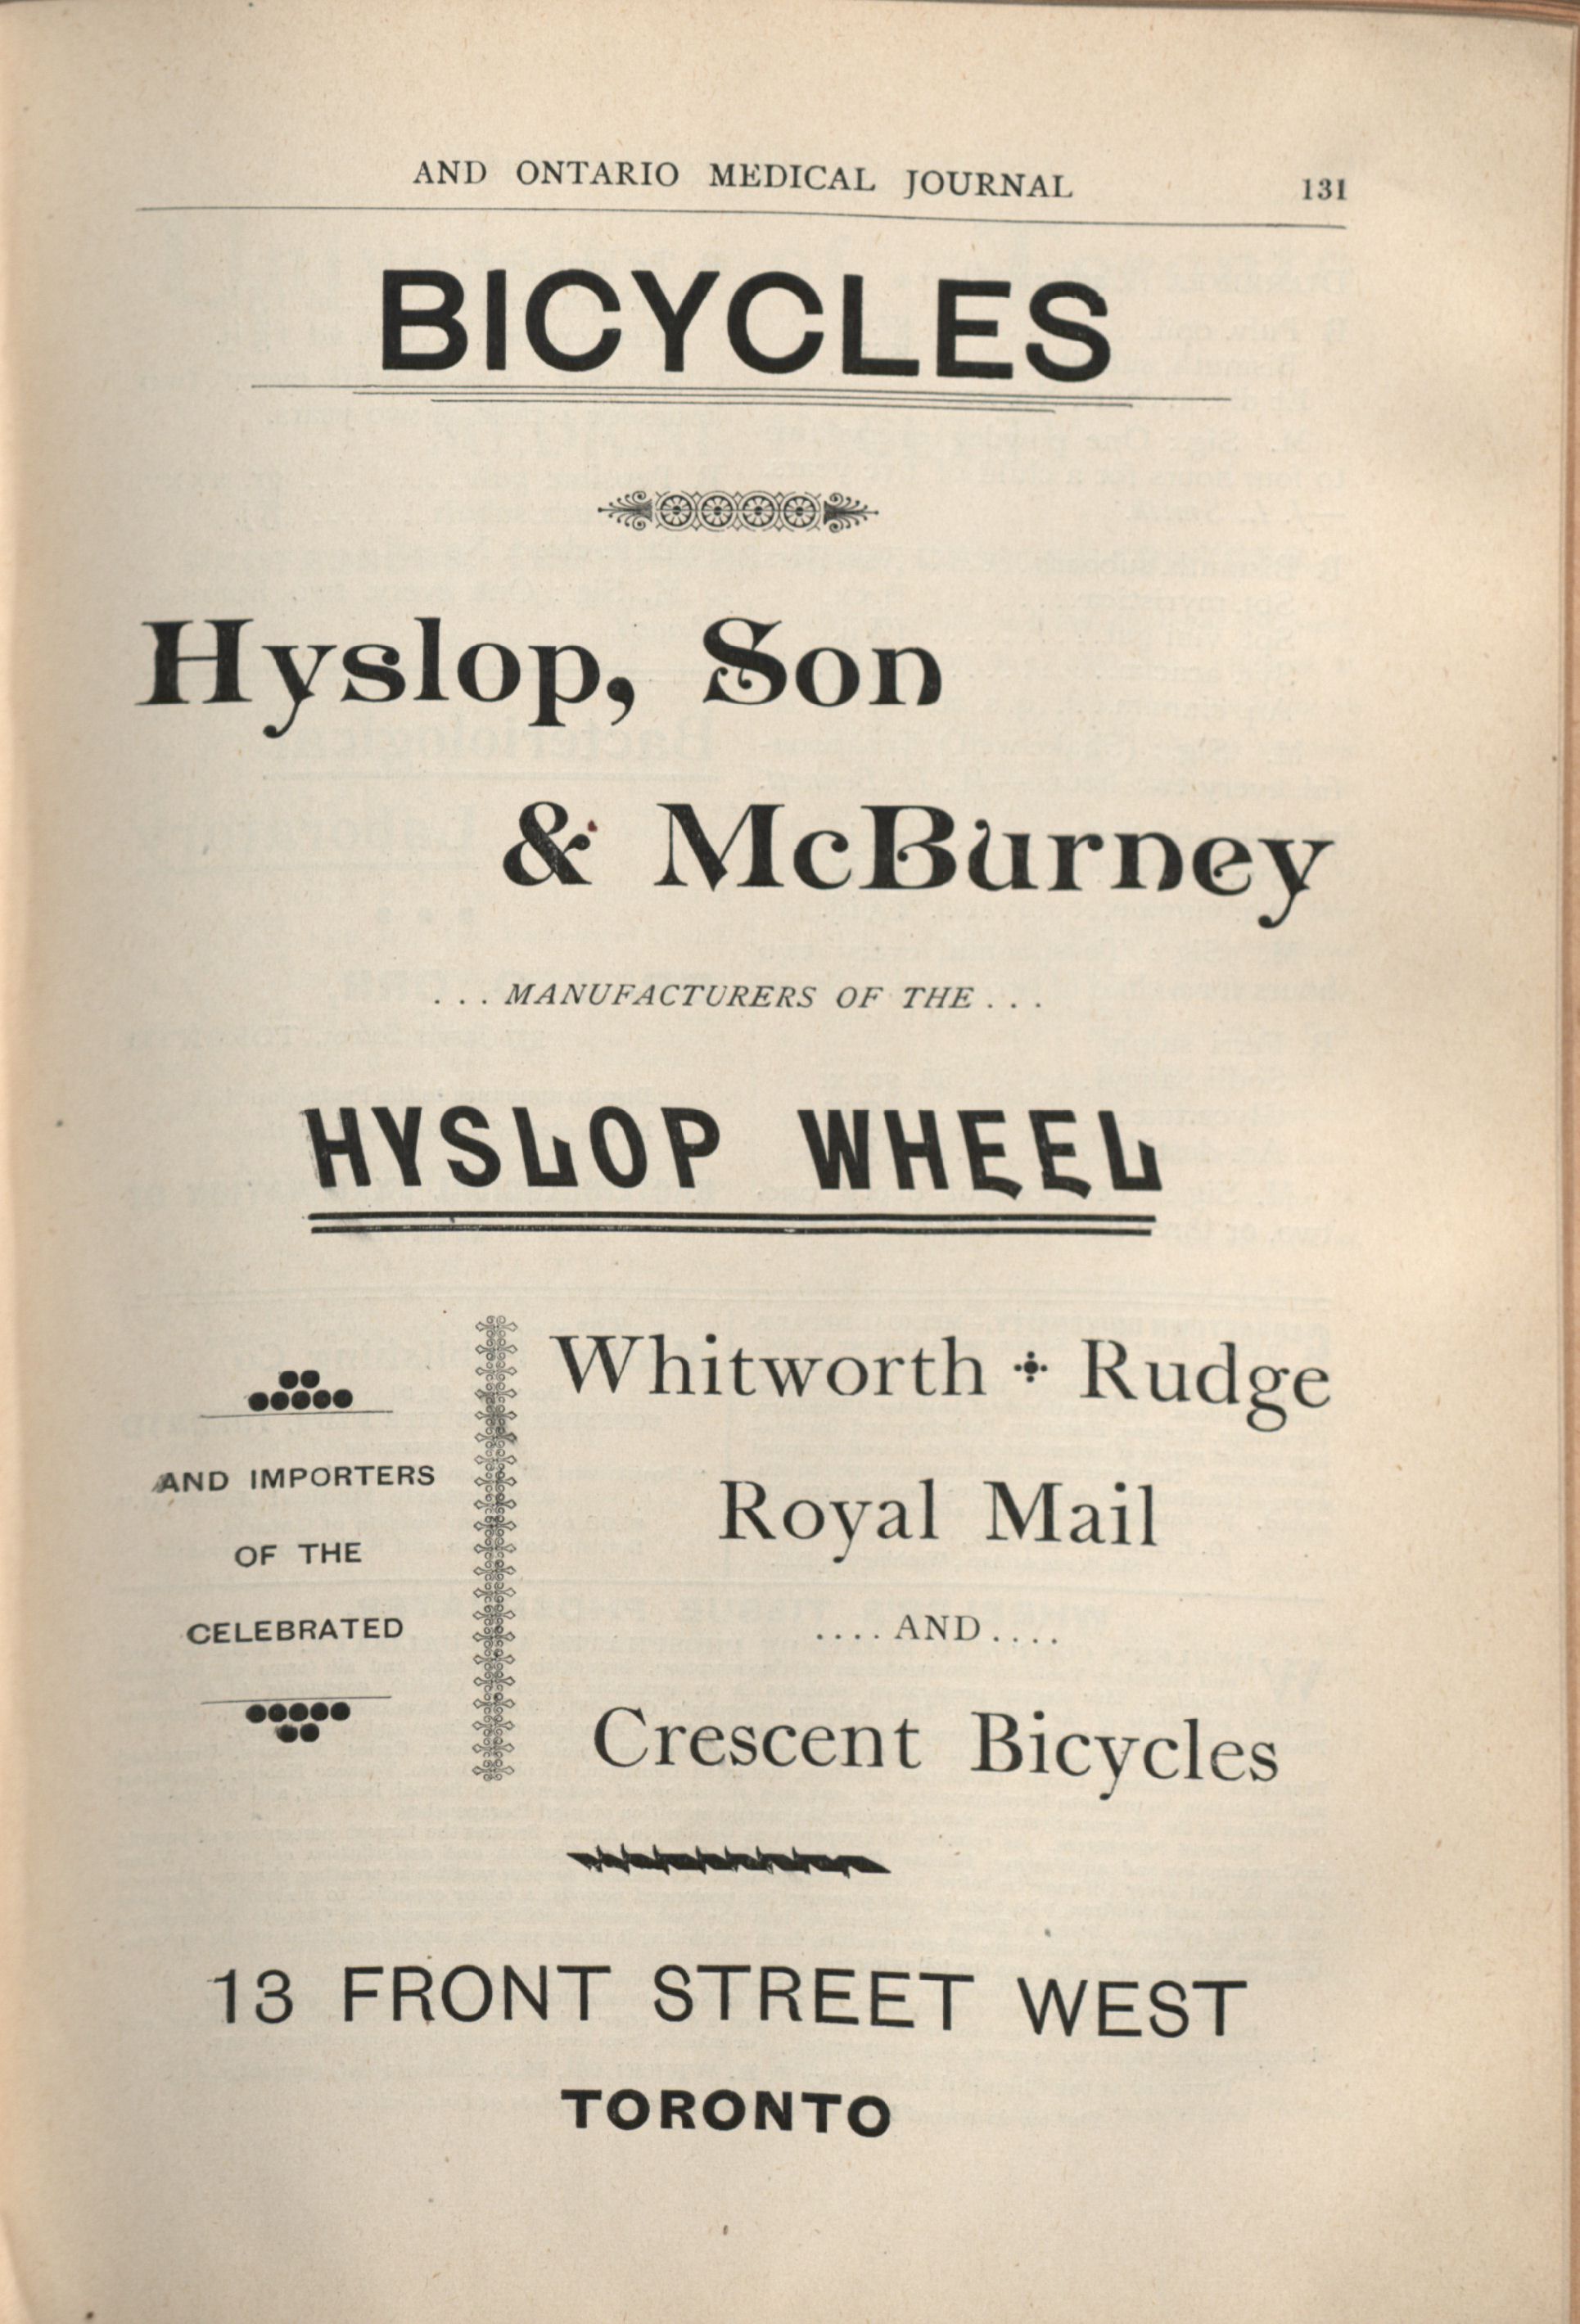 AND ONTARIO MEDICAL JOURNAL 131
BICYCLES
Hyslop, Son
& McBurney
... MANUFACTURERS OF THE ...
HYSLOP WHEEL
AND IMPORTERS
OF THE
CELEBRATED
Whitworth Rudge
Royal Mail
.... AND ....
Crescent Bicycles
13 FRONT STREET WEST
TORONTO